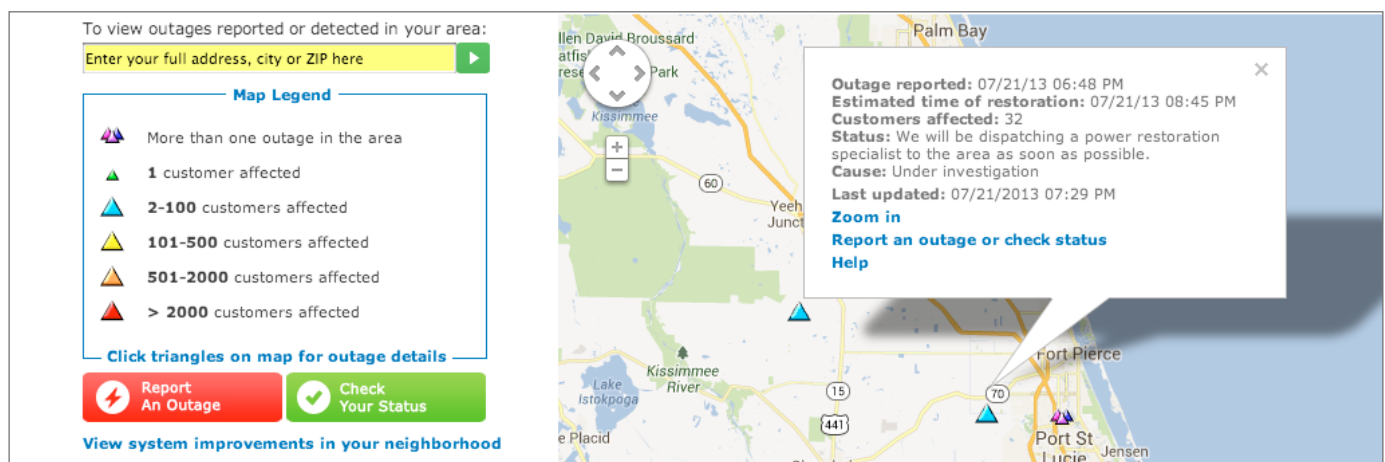 To view outages reported or detected in your area:
Enter your full address, city or ZIP here
Map Legend
More than one outage in the area
1 customer affected
2-100 customers affected
101-500 customers affected
501-2000 customers affected
> 2000 customers affected
Click triangles on map for outage details
Report
An Outage
Check
Your Status
View system improvements in your neighborhood
Palm Bay
Broussard
Park
Kissimmee
60
Yeeh
Junct
Outage reported: 07/21/13 06:48 PM
Estimated time of restoration: 07/21/13 08:45 PM
Customers affected: 32
Status: We will be dispatching a power restoration
specialist to the area as soon as possible.
Cause: Under investigation
Last updated: 07/21/2013 07:29 PM
Zoom in
Report an outage or check status
Help
Fort Pierce
Kissimmee
River
Lake
Istokpoga
15
70
441
e Placid
Port St
Lucie
Jensen